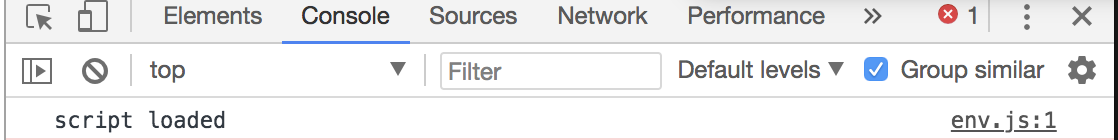 Elements Console Sources Network Performance » 1
top Filter Default levels Group similar
script loaded env.js:1